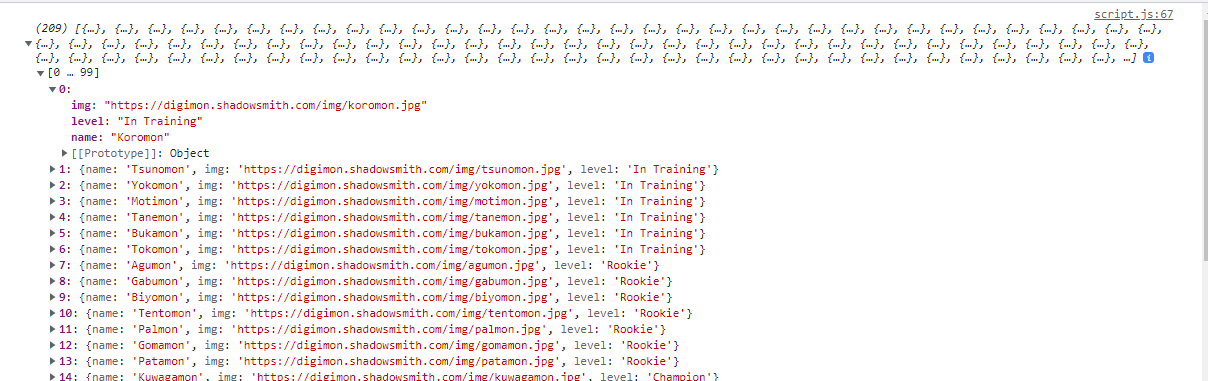 script.js:67
(209) [{…}, {…}, {…}, {…}, {…}, {…}, {…}, {…}, {…}, {…}, {…}, {…}, {…}, {…}, {…}, {…}, {…}, {…}, {…}, {…}, {…}, {…}, {…}, {…}, {…}, {…}, {…}, {…}, {…}, {…}, {…}, {…}, {…},
{…}, {…}, {…}, {…}, {…}, {…}, {…}, {…}, {…}, {…}, {…}, {…}, {…}, {…}, {…}, {…}, {…}, {…}, {…}, {…}, {…}, {…}, {…}, {…}, {…}, {…}, {…}, {…}, {…}, {…}, {…}, {…}, {…}, {…},
{…}, {…}, {…}, {…}, {…}, {…}, {…}, {…}, {…}, {…}, {…}, {…}, {…}, {…}, {…}, {…}, {…}, {…}, {…}, {…}, {…}, {…}, {…}, {…}, {…}, {…}, {…}, {…}, {…}, {…}, {…}, {…}, {…}, …] i
[0 … 99]
0:
img: "https://digimon.shadowsmith.com/img/koromon.jpg"
level: "In Training"
name: "Koromon"
[[Prototype]]: Object
1: {name: 'Tsunomon', img: 'https://digimon.shadowsmith.com/img/tsunomon.jpg', level: 'In Training'}
2: {name: 'Yokomon', img: 'https://digimon.shadowsmith.com/img/yokomon.jpg', level: 'In Training'}
3: {name: 'Motimon', img: 'https://digimon.shadowsmith.com/img/motimon.jpg', level: 'In Training'}
4: {name: 'Tanemon', img: 'https://digimon.shadowsmith.com/img/tanemon.jpg', level: 'In Training'}
5: {name: 'Bukamon', img: 'https://digimon.shadowsmith.com/img/bukamon.jpg', level: 'In Training'}
6: {name: 'Tokomon', img: 'https://digimon.shadowsmith.com/img/tokomon.jpg', level: 'In Training'}
7: {name: 'Agumon', img: 'https://digimon.shadowsmith.com/img/agumon.jpg', level: 'Rookie'}
8: {name: 'Gabumon', img: 'https://digimon.shadowsmith.com/img/gabumon.jpg', level: 'Rookie'}
9: {name: 'Biyomon', img: 'https://digimon.shadowsmith.com/img/biyomon.jpg', level: 'Rookie'}
10: {name: 'Tentomon', img: 'https://digimon.shadowsmith.com/img/tentomon.jpg', level: 'Rookie'}
11: {name: 'Palmon', img: 'https://digimon.shadowsmith.com/img/palmon.jpg', level: 'Rookie'}
12: {name: 'Gomamon', img: 'https://digimon.shadowsmith.com/img/gomamon.jpg', level: 'Rookie'}
13: {name: 'Patamon', img: 'https://digimon.shadowsmith.com/img/patamon.jpg', level: 'Rookie'}
14: {name: 'Kuwagamon', img: 'https://digimon.shadowsmith.com/img/kuwagamon.jpg', level: 'Champion'}